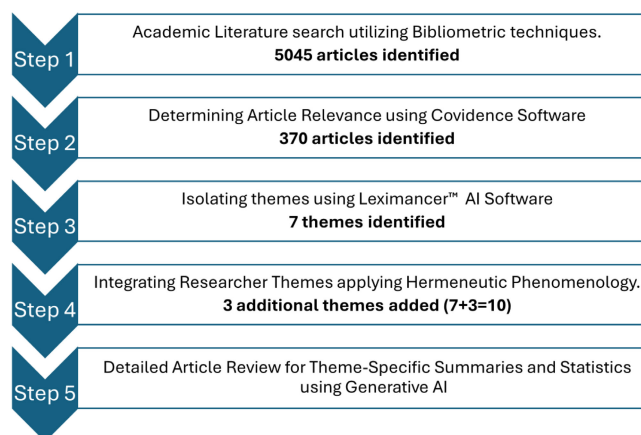 Step 1
Academic Literature search utilizing Bibliometric techniques.
5045 articles identified
Step 2
Determining Article Relevance using Covidence Software
370 articles identified
Step 3
Isolating themes using Leximancer™ AI Software
7 themes identified
Step 4
Integrating Researcher Themes applying Hermeneutic Phenomenology.
3 additional themes added (7+3=10)
Step 5
Detailed Article Review for Theme-Specific Summaries and Statistics
using Generative AI